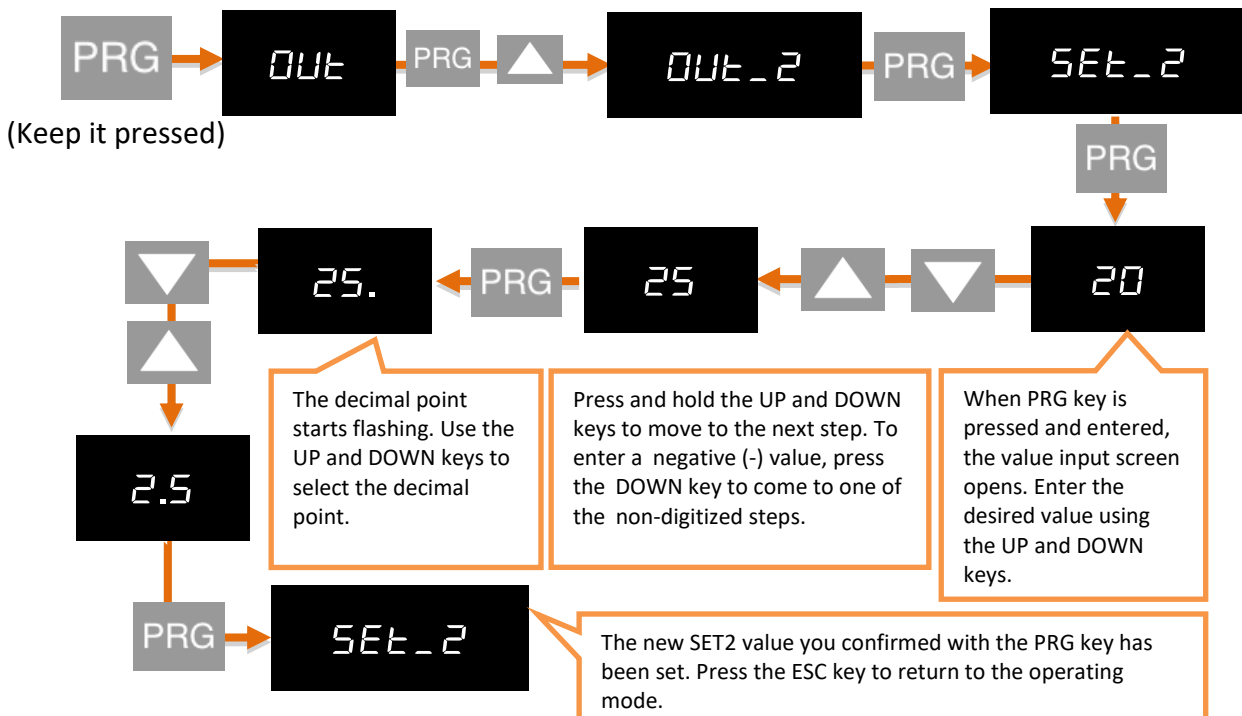 PRG
OUt
PRG
OUt_2
PRG
SEt_2
(Keep it pressed)
PRG
20
25
PRG
25.
When PRG key is
pressed and entered,
the value input screen
opens. Enter the
desired value using
the UP and DOWN
keys.
Press and hold the UP and DOWN
keys to move to the next step. To
enter a negative (-) value, press
the DOWN key to come to one of
the non-digitized steps.
The decimal point
starts flashing. Use the
UP and DOWN keys to
select the decimal
point.
2.5
PRG
SEt_2
The new SET2 value you confirmed with the PRG key has
been set. Press the ESC key to return to the operating
mode.